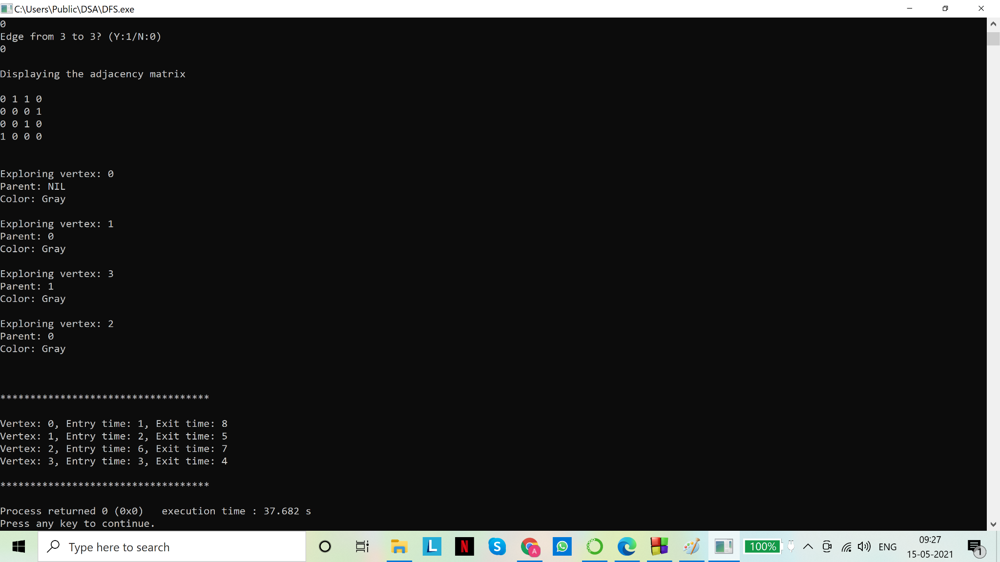 C:\Users\Public\DSA\DFS.exe
0
Edge from 3 to 3? (Y:1/N:0)
0
Displaying the adjacency matrix
0 1 1 0
0 0 0 1
0 0 1 0
1 0 0 0
Exploring vertex: 0
Parent: NIL
Color: Gray
Exploring vertex: 1
Parent: 0
Color: Gray
Exploring vertex: 3
Parent: 1
Color: Gray
Exploring vertex: 2
Parent: 0
Color: Gray
***********************************
Vertex: 0, Entry time: 1, Exit time: 8
Vertex: 1, Entry time: 2, Exit time: 5
Vertex: 2, Entry time: 6, Exit time: 7
Vertex: 3, Entry time: 3, Exit time: 4
***********************************
Process returned 0 (0x0)   execution time : 37.682 s
Press any key to continue.
Type here to search
L
N
S
A
100%
ENG
09:27
15-05-2021
1